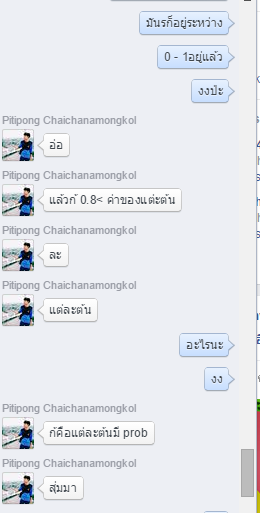 มันรก็อยู่ระหว่าง
0 - 1อยู่แล้ว
งงป่ะ
Pitipong Chaichanamongkol
อ่อ
Pitipong Chaichanamongkol
แล้วก้ 0.8< ค่าของแต่ะต้น
Pitipong Chaichanamongkol
ละ
Pitipong Chaichanamongkol
แต่ละต้น
อะไรนะ
งง
Pitipong Chaichanamongkol
ก้คือแต่ละต้นมี prob
Pitipong Chaichanamongkol
สุ่มมา